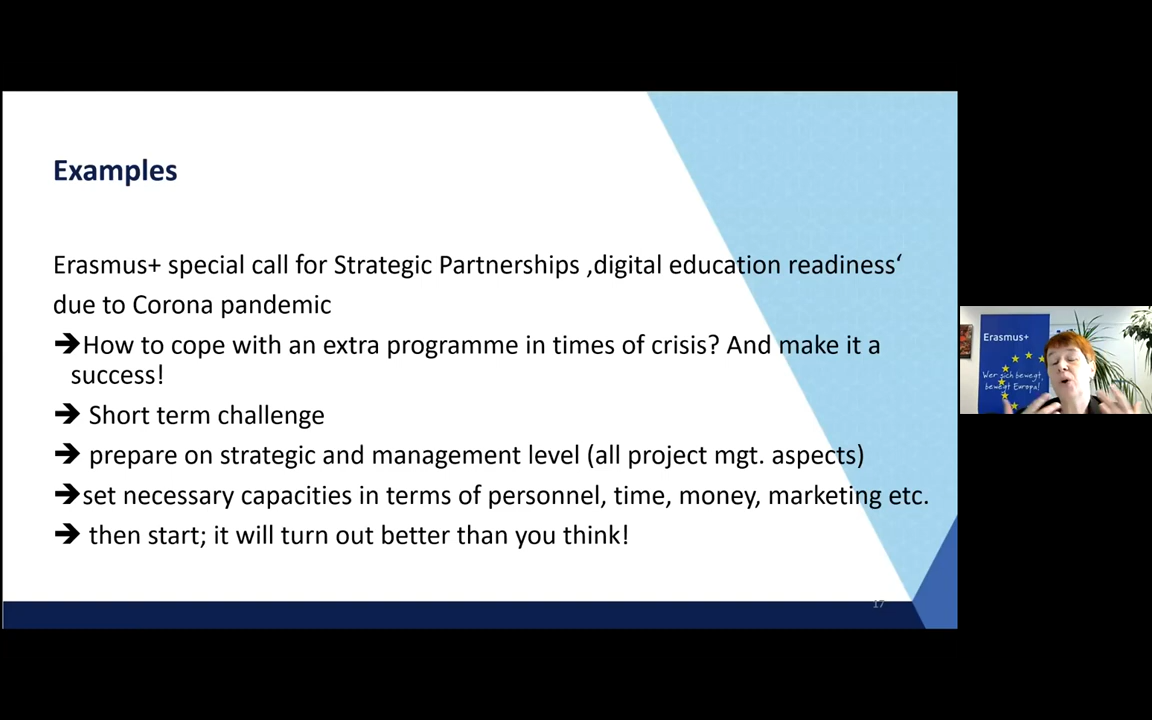 Examples
Erasmus+ special call for Strategic Partnerships ‚digital education readiness‘
due to Corona pandemic
🡲How to cope with an extra programme in times of crisis? And make it a
success!
🡲 Short term challenge
🡲 prepare on strategic and management level (all project mgt. aspects)
🡲set necessary capacities in terms of personnel, time, money, marketing etc.
🡲 then start; it will turn out better than you think!
17
Erasmus+
Wer sich bewegt,
bewegt Europa!